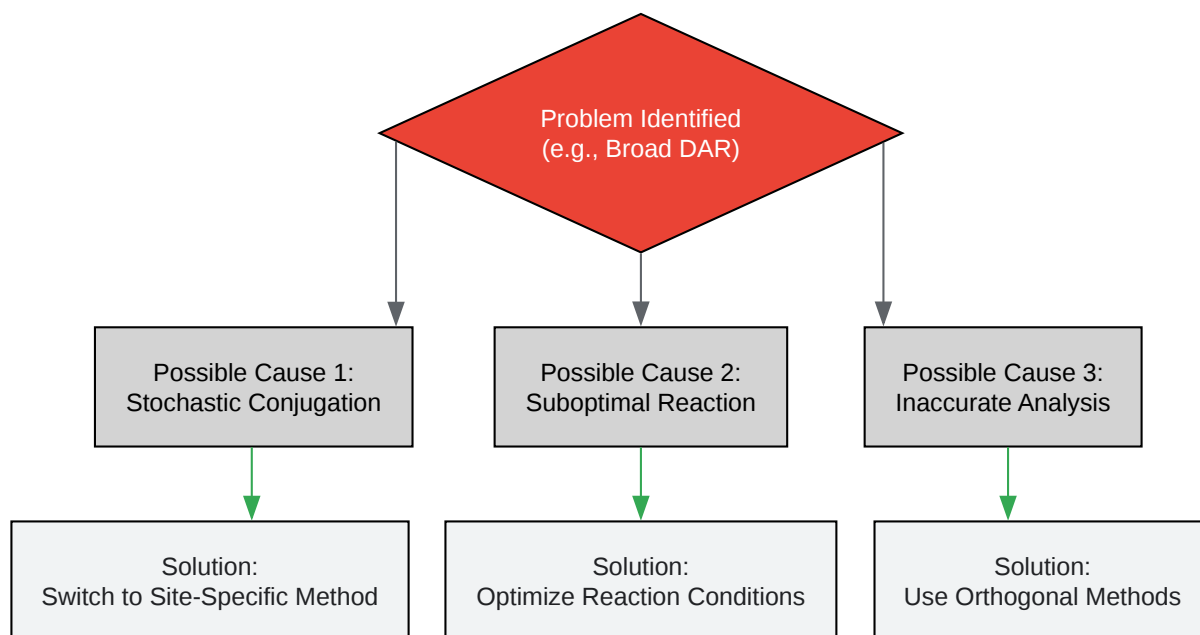 Problem Identified
(e.g., Broad DAR)
Possible Cause 1:
Stochastic Conjugation
Possible Cause 2:
Suboptimal Reaction
Possible Cause 3:
Inaccurate Analysis
Solution:
Switch to Site-Specific Method
Solution:
Optimize Reaction Conditions
Solution:
Use Orthogonal Methods